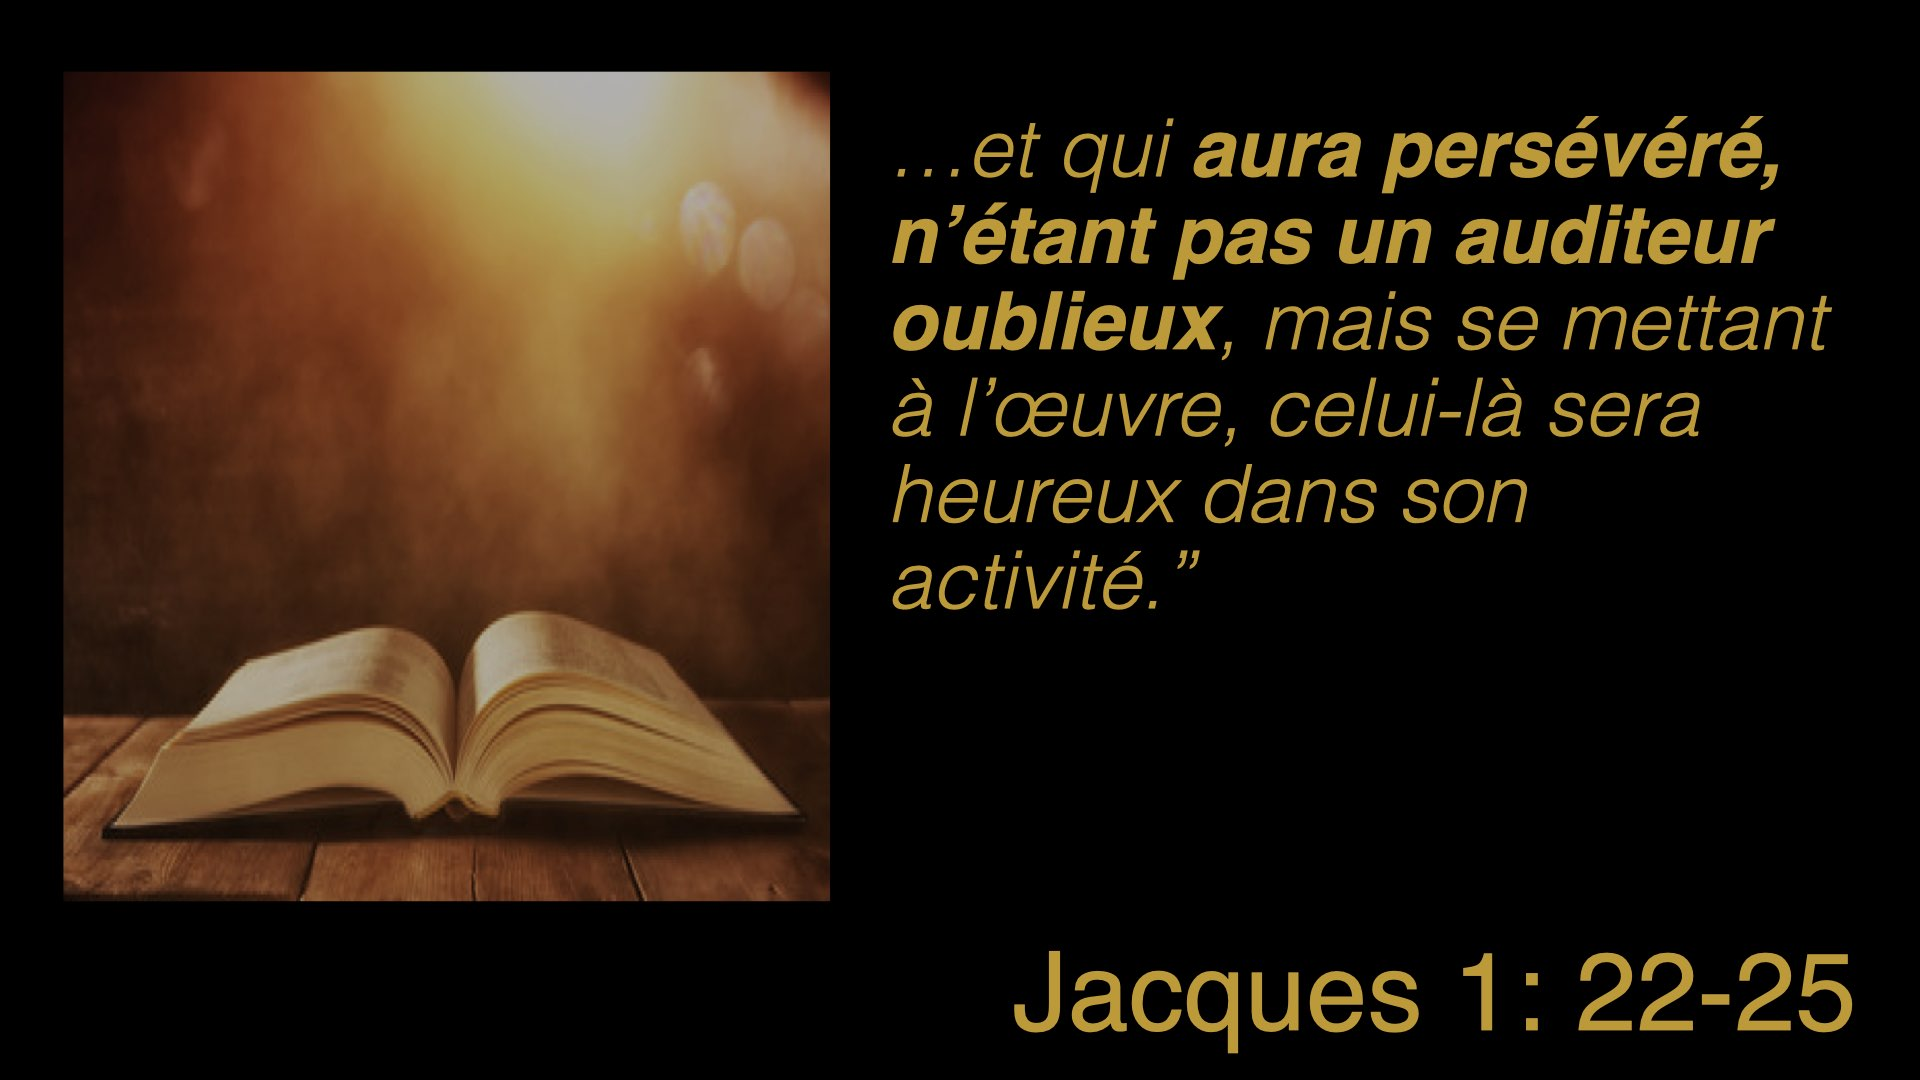 …et qui aura persévéré,
n’étant pas un auditeur
oublieux, mais se mettant
à l’œuvre, celui-là sera
heureux dans son
activité.”
Jacques 1: 22-25